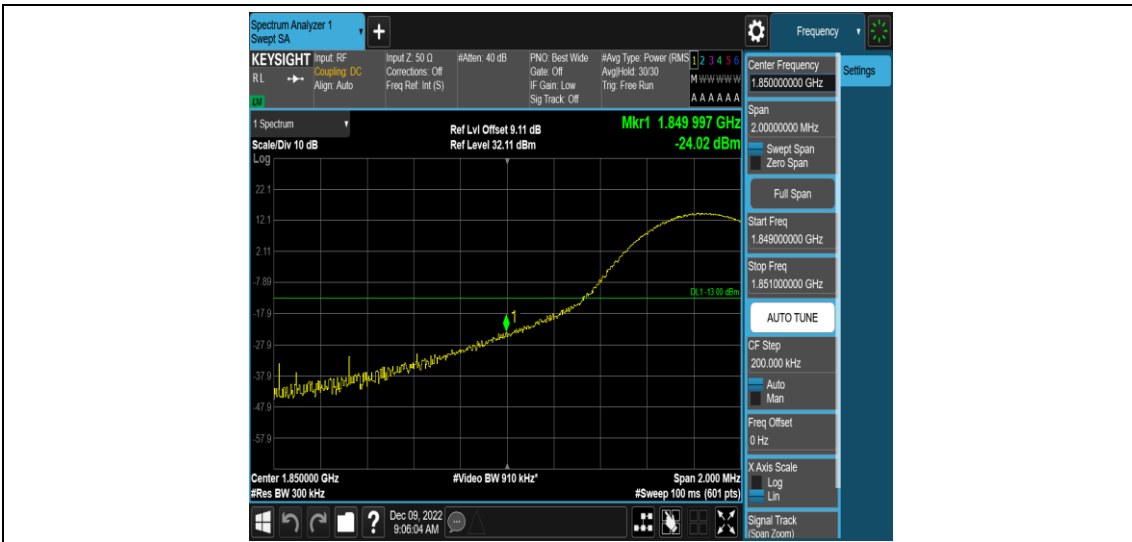 Spectrum Analyzer 1
Swept SA
Frequency
KEYSIGHT
RL
LXI
Input: RF
Coupling: DC
Align: Auto
Input Z: 50 Ω
Corrections: Off
Freq Ref: Int (S)
#Atten: 40 dB
PNO: Best Wide
Gate: Off
IF Gain: Low
Sig Track: Off
#Avg Type: Power (RMS
Avg|Hold: 30/30
Trig: Free Run
1 2 3 4 5 6
M W W W W W
A A A A A A
Center Frequency
1.850000000 GHz
Settings
1 Spectrum
Scale/Div 10 dB
Ref Lvl Offset 9.11 dB
Ref Level 32.11 dBm
Mkr1 1.849 997 GHz
-24.02 dBm
Log
22.1
12.1
2.11
-7.89
-17.9
-27.9
-37.9
-47.9
-57.9
DL1 -13.00 dBm
1
Center 1.850000 GHz
#Res BW 300 kHz
#Video BW 910 kHz*
Span 2.000 MHz
#Sweep 100 ms (601 pts)
Span
2.00000000 MHz
Swept Span
Zero Span
Full Span
Start Freq
1.849000000 GHz
Stop Freq
1.851000000 GHz
AUTO TUNE
CF Step
200.000 kHz
Auto
Man
Freq Offset
0 Hz
X Axis Scale
Log
Lin
Signal Track
(Span Zoom)
?
Dec 09, 2022
9:06:04 AM